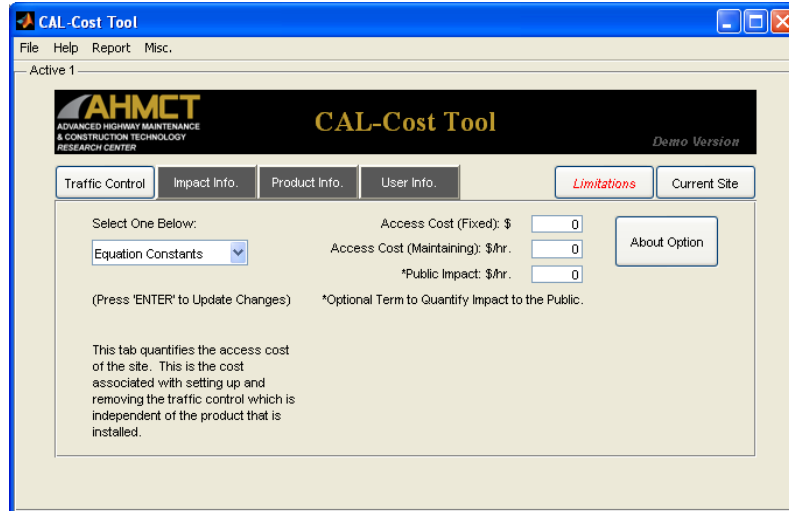 CAL-Cost Tool
File Help Report Misc.
Active 1
AHMCT
ADVANCED HIGHWAY MAINTENANCE
& CONSTRUCTION TECHNOLOGY
RESEARCH CENTER
CAL-Cost Tool
Demo Version
Traffic Control Impact Info. Product Info. User Info. Limitations Current Site
Select One Below:
Equation Constants
(Press 'ENTER' to Update Changes)
Access Cost (Fixed): $ 0
Access Cost (Maintaining): $/hr. 0
*Public Impact: $/hr. 0
*Optional Term to Quantify Impact to the Public.
About Option
This tab quantifies the access cost
of the site. This is the cost
associated with setting up and
removing the traffic control which is
independent of the product that is
installed.